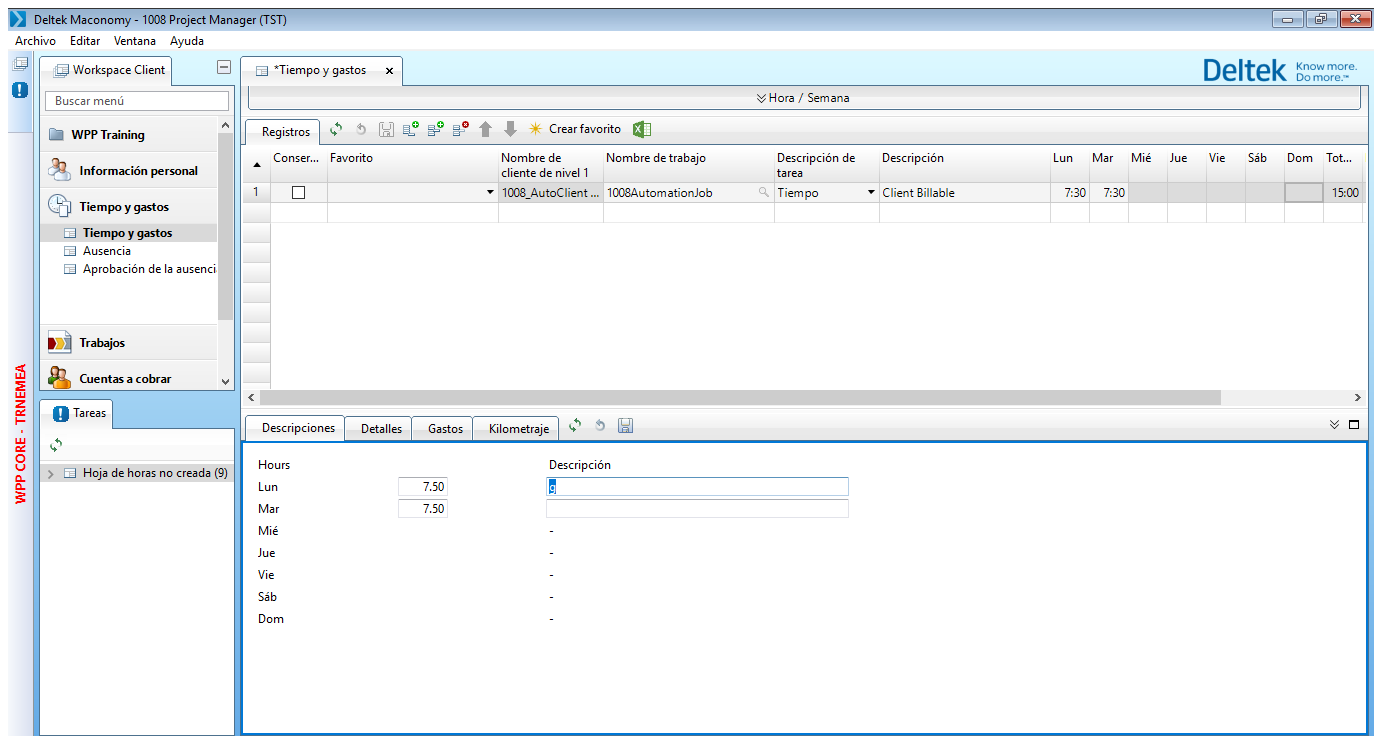 Deltek Maconomy - 1008 Project Manager (TST)
Archivo Editar Ventana Ayuda
Workspace Client
*Tiempo y gastos x
Deltek Know more. Do more.™
Buscar menú
Hora / Semana
WPP Training
Información personal
Tiempo y gastos
Tiempo y gastos
Ausencia
Aprobación de la ausenci
Trabajos
Cuentas a cobrar
WPP CORE - TRNEMEA
Registros Crear favorito
Conser... Favorito Nombre de cliente de nivel 1 Nombre de trabajo Descripción de tarea Descripción Lun Mar Mié Jue Vie Sáb Dom Tot...
1 1008_AutoClient ... 1008AutomationJob Tiempo Client Billable 7:30 7:30 15:00
Tareas
Hoja de horas no creada (9)
Descripciones Detalles Gastos Kilometraje
Hours Descripción
Lun 7.50 g
Mar 7.50
Mié -
Jue -
Vie -
Sáb -
Dom -